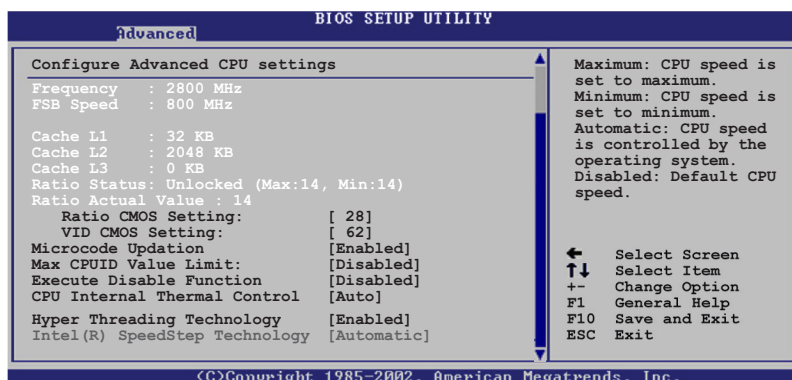 BIOS SETUP UTILITY
Advanced
Configure Advanced CPU settings
Frequency : 2800 MHz
FSB Speed : 800 MHz
Cache L1 : 32 KB
Cache L2 : 2048 KB
Cache L3 : 0 KB
Ratio Status: Unlocked (Max:14, Min:14)
Ratio Actual Value : 14
Ratio CMOS Setting: [ 28]
VID CMOS Setting: [ 62]
Microcode Updation [Enabled]
Max CPUID Value Limit: [Disabled]
Execute Disable Function [Disabled]
CPU Internal Thermal Control [Auto]
Hyper Threading Technology [Enabled]
Intel(R) SpeedStep Technology [Automatic]
Maximum: CPU speed is
set to maximum.
Minimum: CPU speed is
set to minimum.
Automatic: CPU speed
is controlled by the
operating system.
Disabled: Default CPU
speed.
← Select Screen
↑↓ Select Item
+- Change Option
F1 General Help
F10 Save and Exit
ESC Exit
(C)Copyright 1985-2002, American Megatrends, Inc.